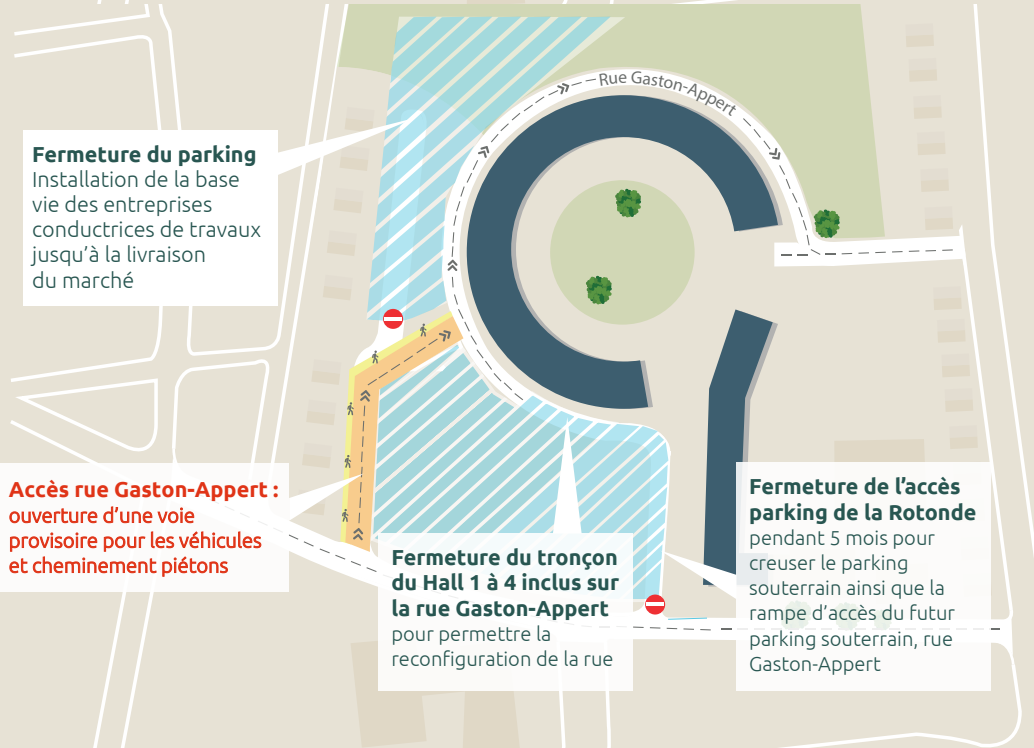 Rue Gaston-Appert
Fermeture du parking
Installation de la base
vie des entreprises
conductrices de travaux
jusqu’à la livraison
du marché
Accès rue Gaston-Appert :
ouverture d’une voie
provisoire pour les véhicules
et cheminement piétons
Fermeture du tronçon
du Hall 1 à 4 inclus sur
la rue Gaston-Appert
pour permettre la
reconfiguration de la rue
Fermeture de l’accès
parking de la Rotonde
pendant 5 mois pour
creuser le parking
souterrain ainsi que la
rampe d’accès du futur
parking souterrain, rue
Gaston-Appert